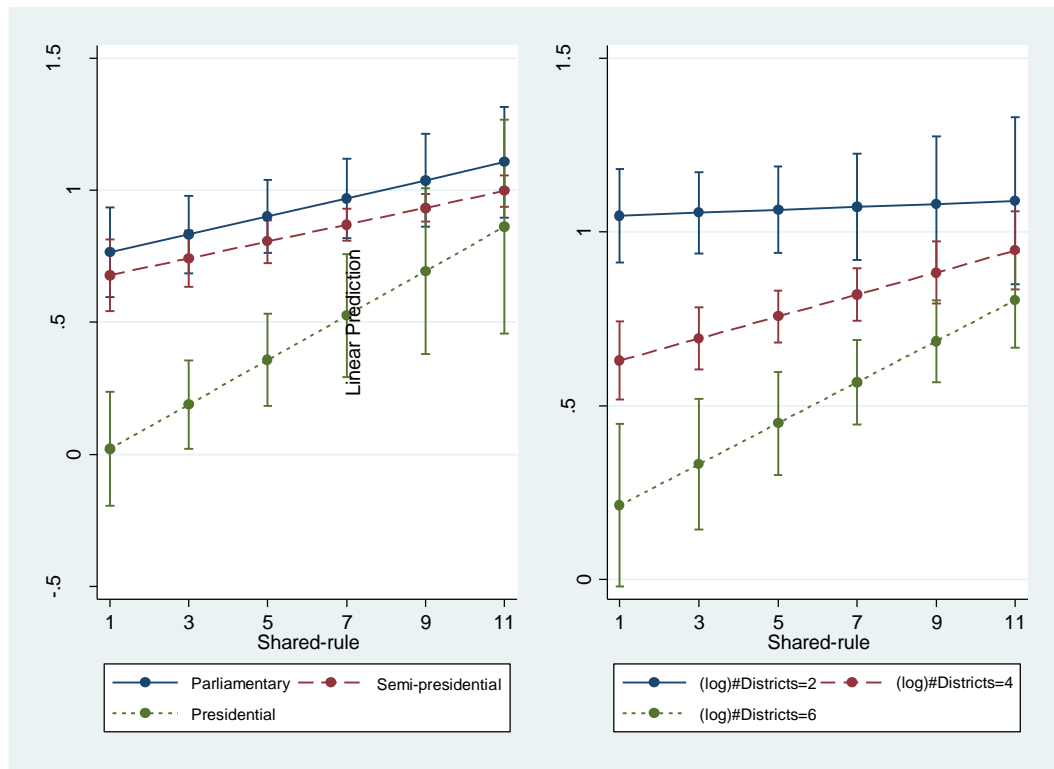 1.5
1
.5
0
-.5
1 3 5 7 9 11
Shared-rule
Parliamentary Semi-presidential
Presidential
Linear Prediction
1.5
1
.5
0
1 3 5 7 9 11
Shared-rule
(log)#Districts=2 (log)#Districts=4
(log)#Districts=6